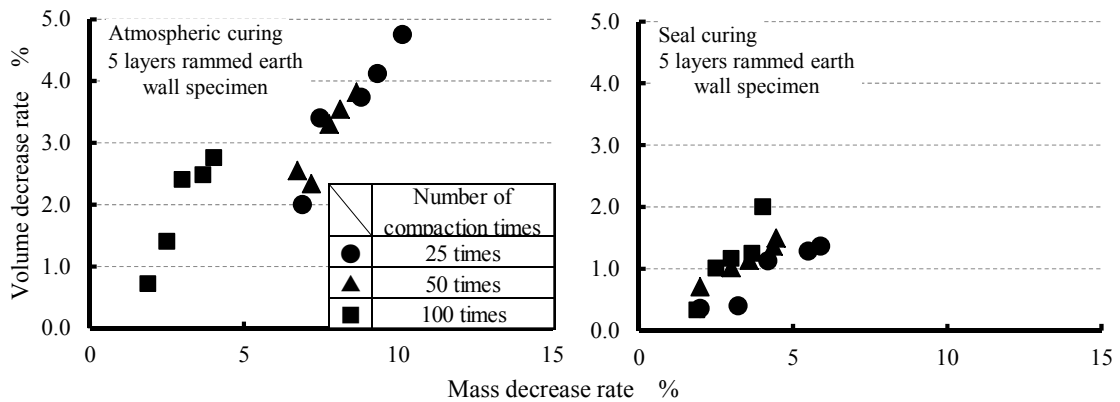 Volume decrease rate %
5.0
4.0
3.0
2.0
1.0
0.0
Atmospheric curing
5 layers rammed earth
wall specimen
Number of
compaction times
25 times
50 times
100 times
0
5
10
15
5.0
4.0
3.0
2.0
1.0
0.0
Seal curing
5 layers rammed earth
wall specimen
0
5
10
15
Mass decrease rate %